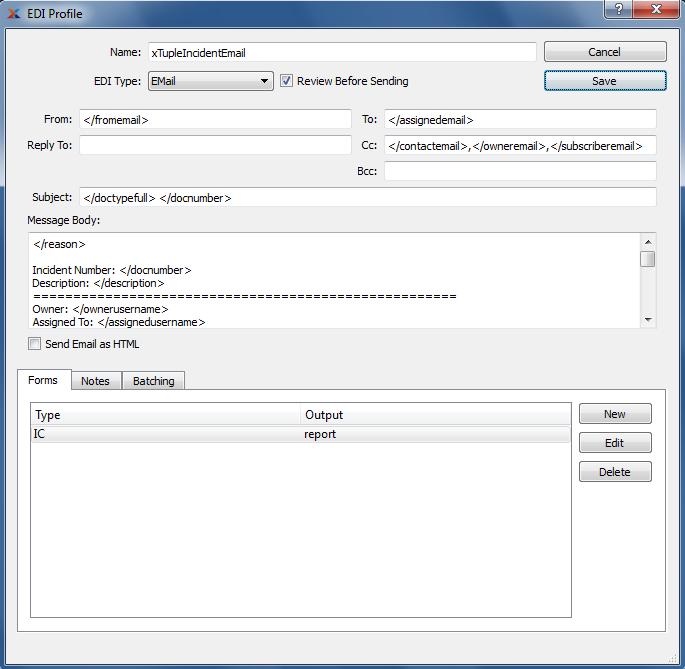 EDI Profile
Name: xTupleIncidentEmail Cancel
EDI Type: EMail Review Before Sending Save
From: </fromemail> To: </assignedemail>
Reply To: Cc: </contactemail>,</owneremail>,</subscriberemail>
Bcc:
Subject: </doctypefull> </docnumber>
Message Body:
</reason>
Incident Number: </docnumber>
Description: </description>
=====================================================
Owner: </ownerusername>
Assigned To: </assignedusername>
Send Email as HTML
Forms Notes Batching
Type Output New
IC report
Edit
Delete